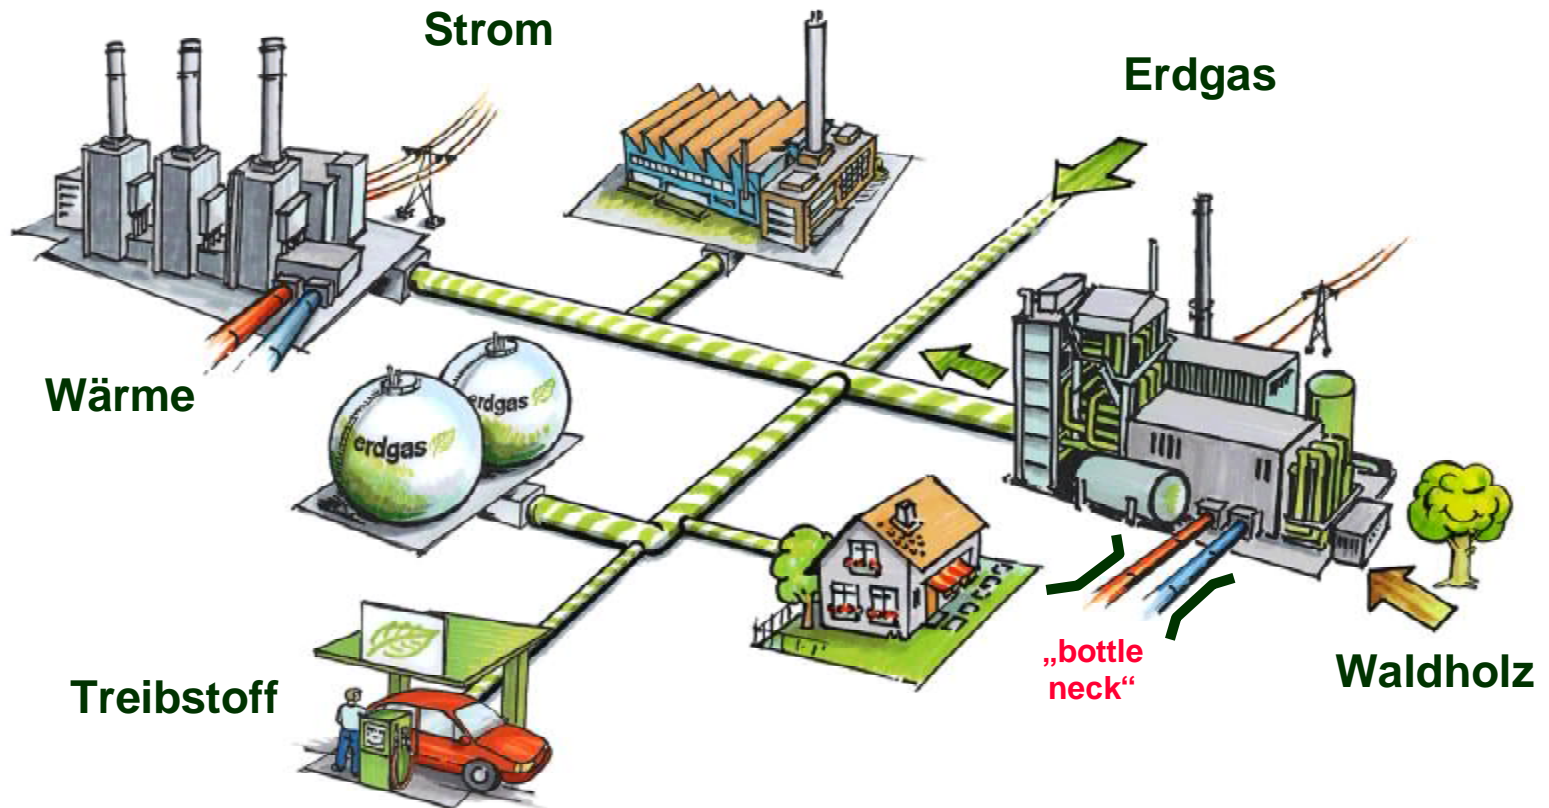 Strom
Erdgas
Wärme
erdgas
erdgas
„bottle
neck“
Waldholz
Treibstoff